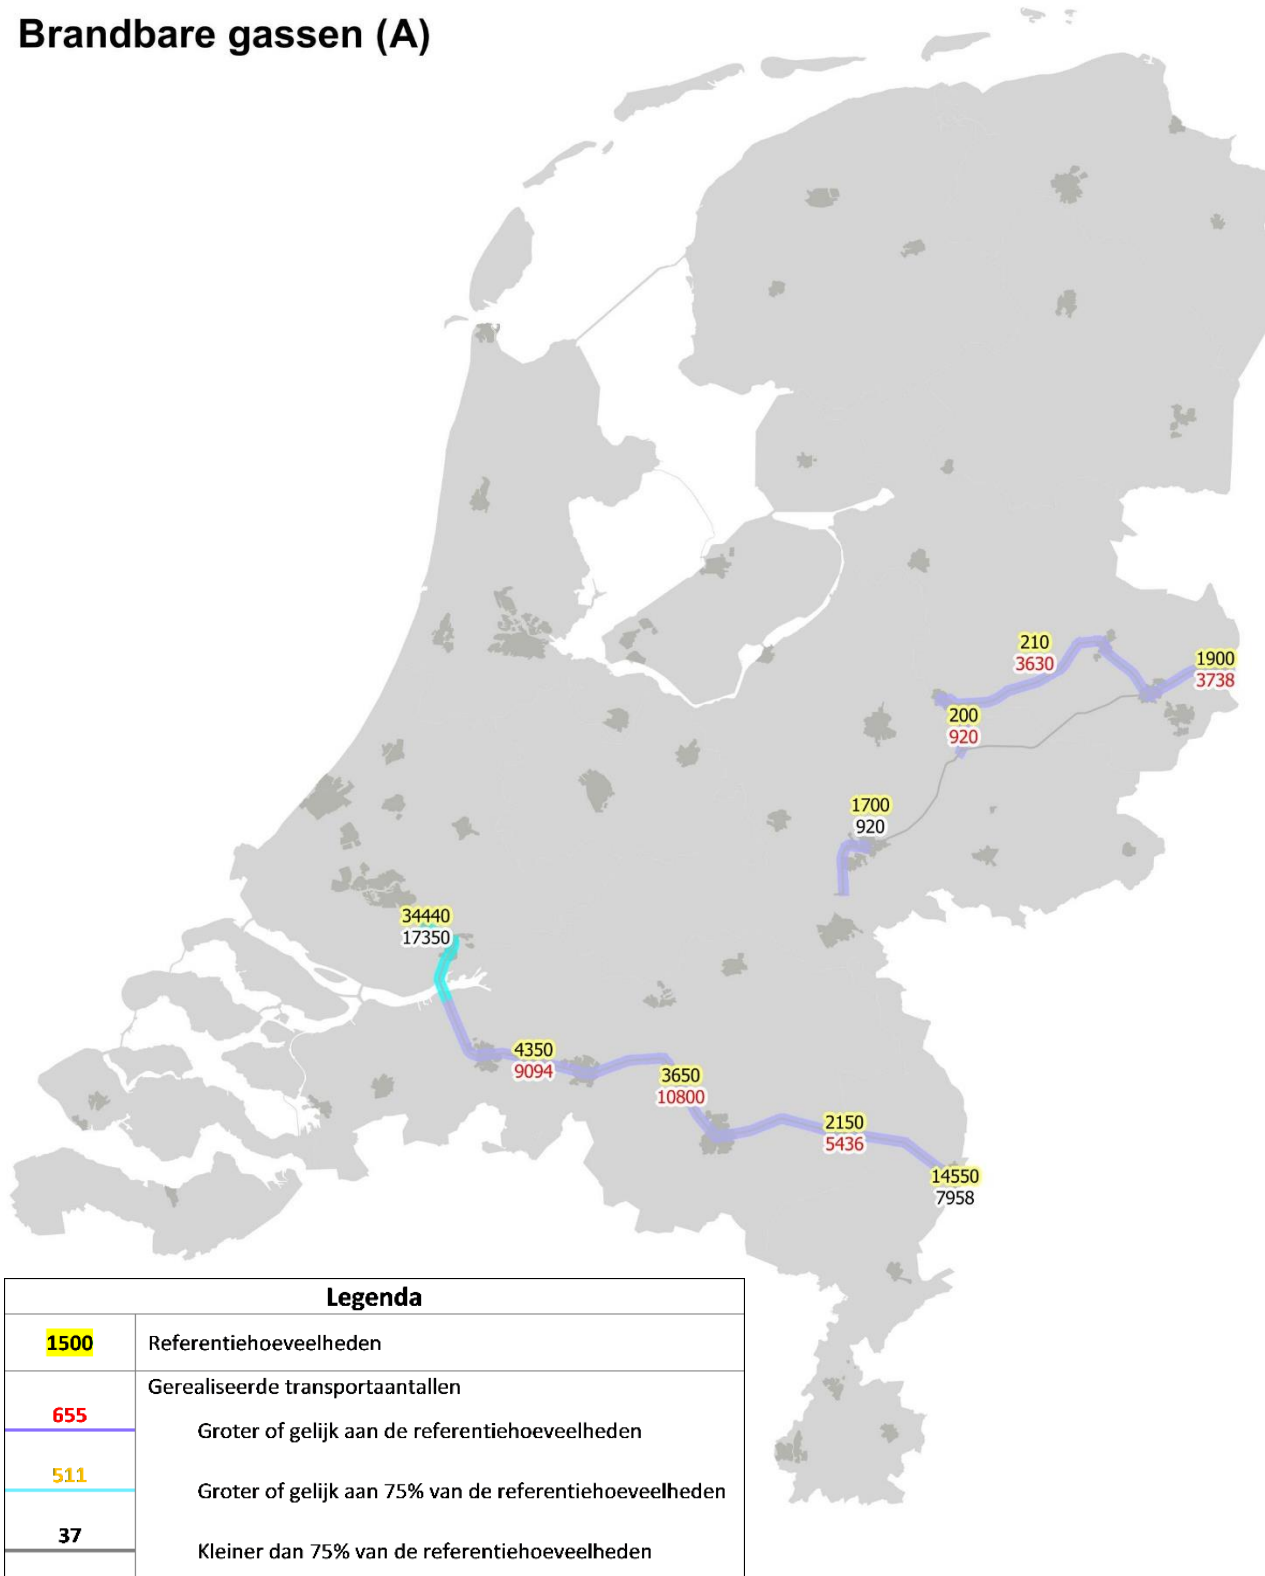 Brandbare gassen (A)
210
3630
1900
3738
200
920
1700
920
34440
17350
4350
9094
3650
10800
2150
5436
14550
7958
Legenda
1500 Referentiehoeveelheden
Gerealiseerde transportaantallen
655 Groter of gelijk aan de referentiehoeveelheden
511 Groter of gelijk aan 75% van de referentiehoeveelheden
37 Kleiner dan 75% van de referentiehoeveelheden